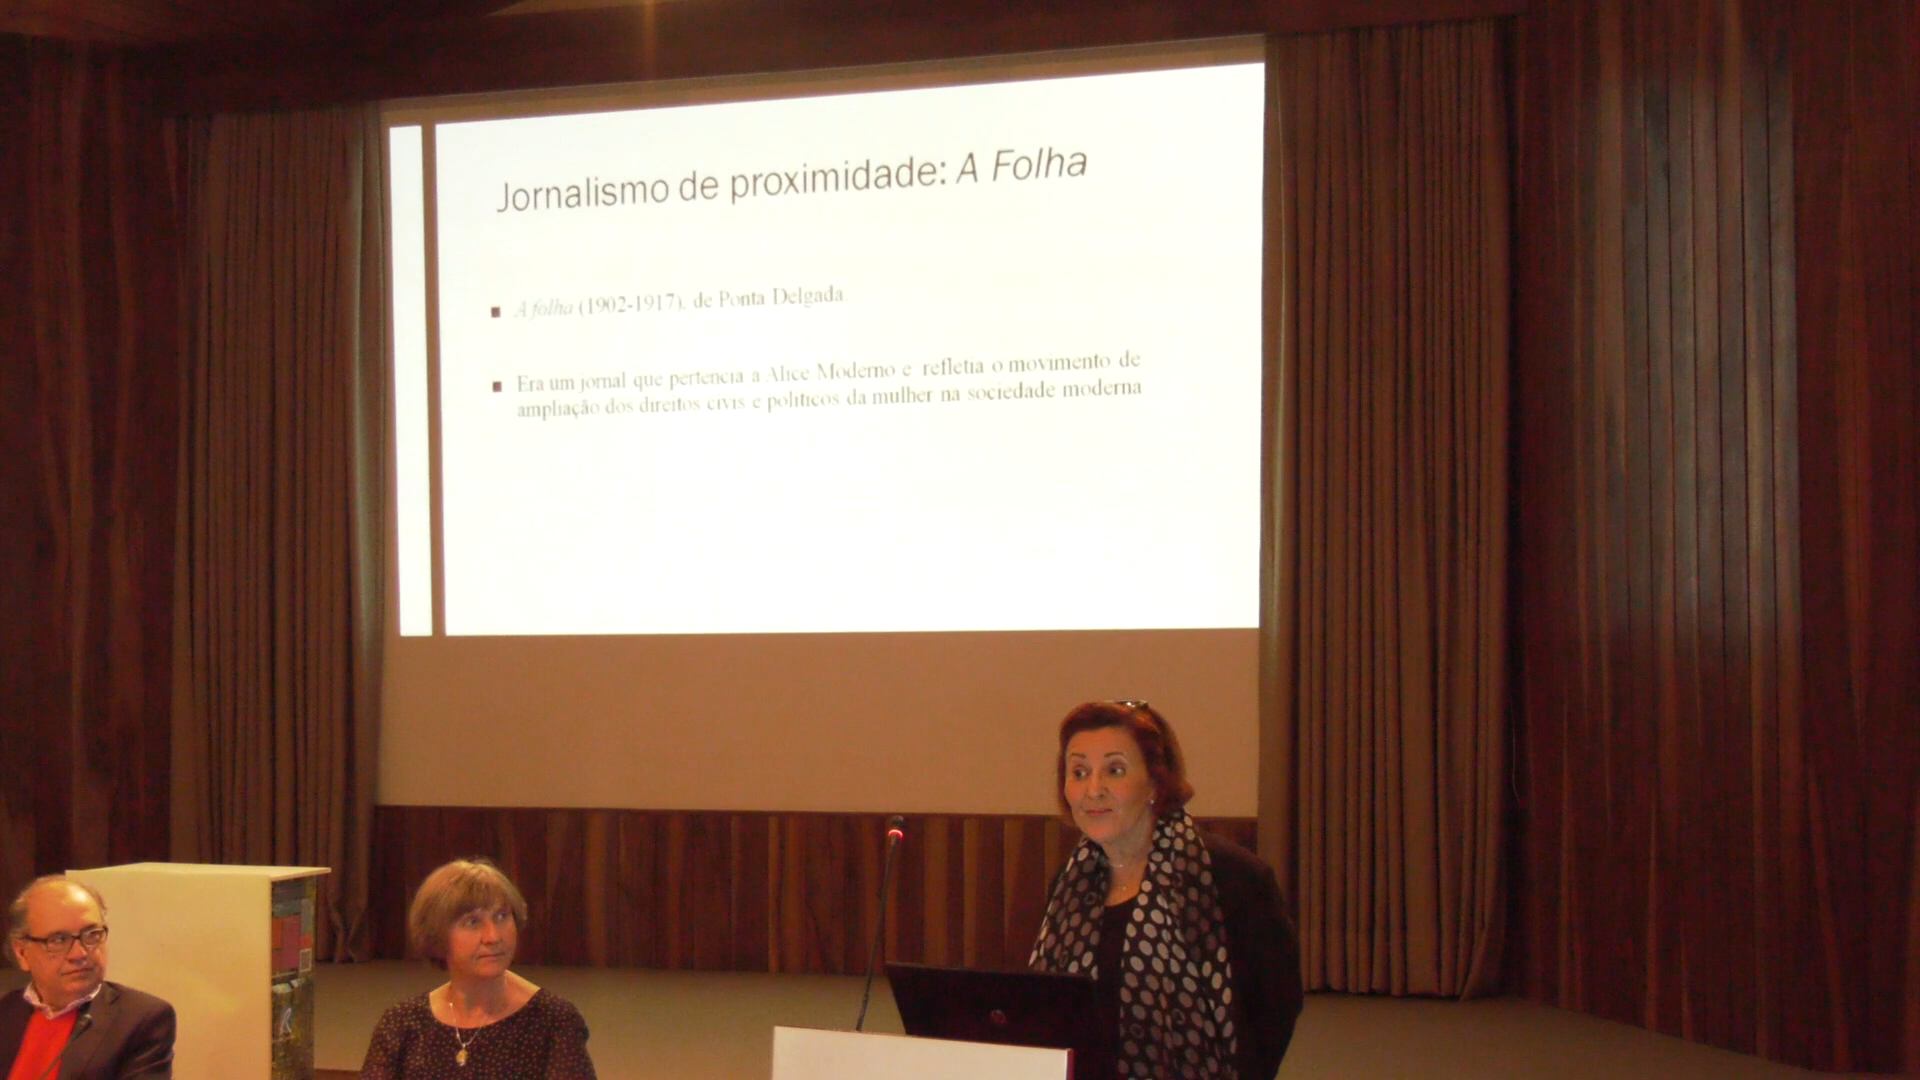 Jornalismo de proximidade: A Folha
A folha (1902-1917), de Ponta Delgada.
Era um jornal que pertencia a Alice Moderno e refletia o movimento de
ampliação dos direitos civis e políticos da mulher na sociedade moderna